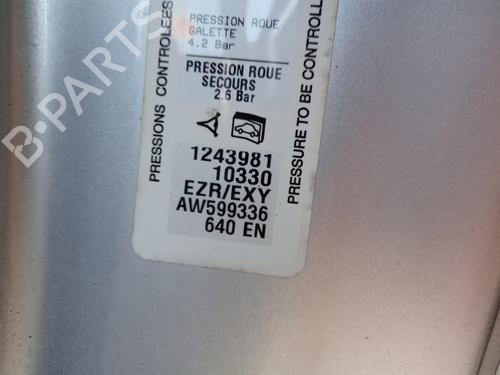 PRESSION ROUE
GALETTE
4.2 Bar
PRESSION ROUE
SECOURS
2.6 Bar
1243981
10330
EZR/EXY
AW599336
640 EN
PRESSIONS CONTROLEES
PRESSURE TO BE CONTROLL
B-PARTS